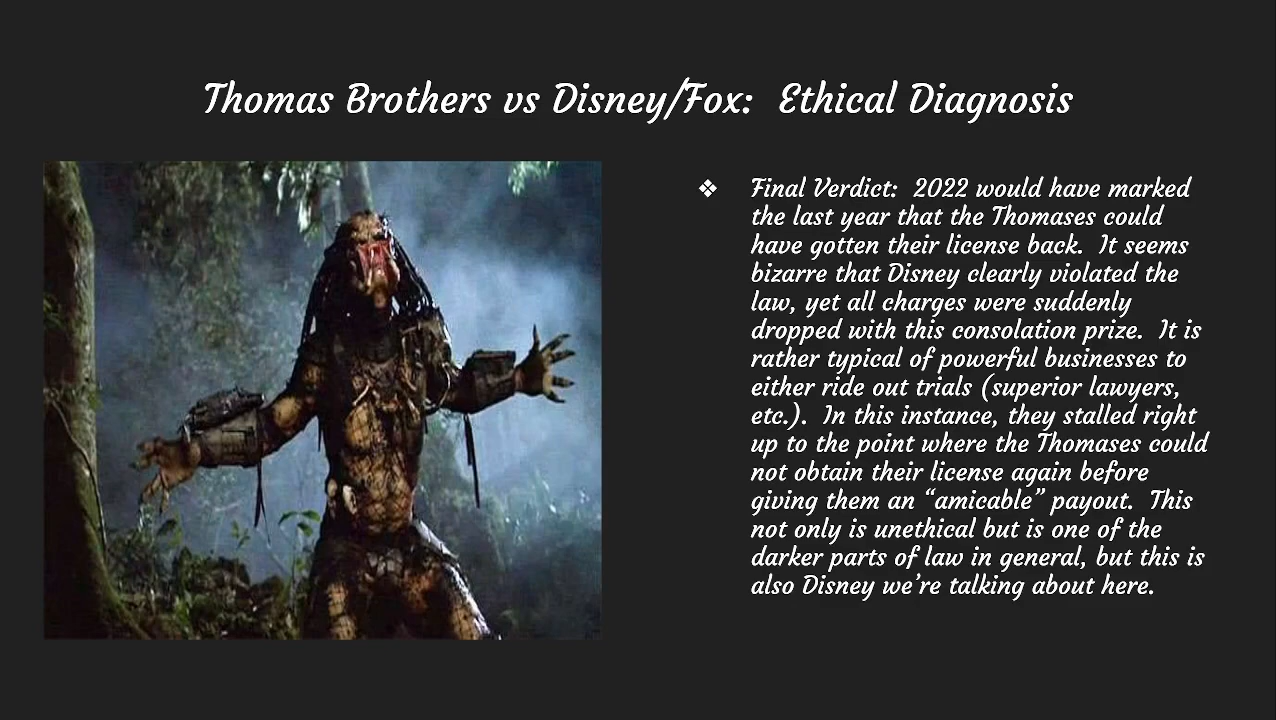 Thomas Brothers vs Disney/Fox: Ethical Diagnosis
❖ Final Verdict: 2022 would have marked
the last year that the Thomases could
have gotten their license back. It seems
bizarre that Disney clearly violated the
law, yet all charges were suddenly
dropped with this consolation prize. It is
rather typical of powerful businesses to
either ride out trials (superior lawyers,
etc.). In this instance, they stalled right
up to the point where the Thomases could
not obtain their license again before
giving them an “amicable” payout. This
not only is unethical but is one of the
darker parts of law in general, but this is
also Disney we’re talking about here.